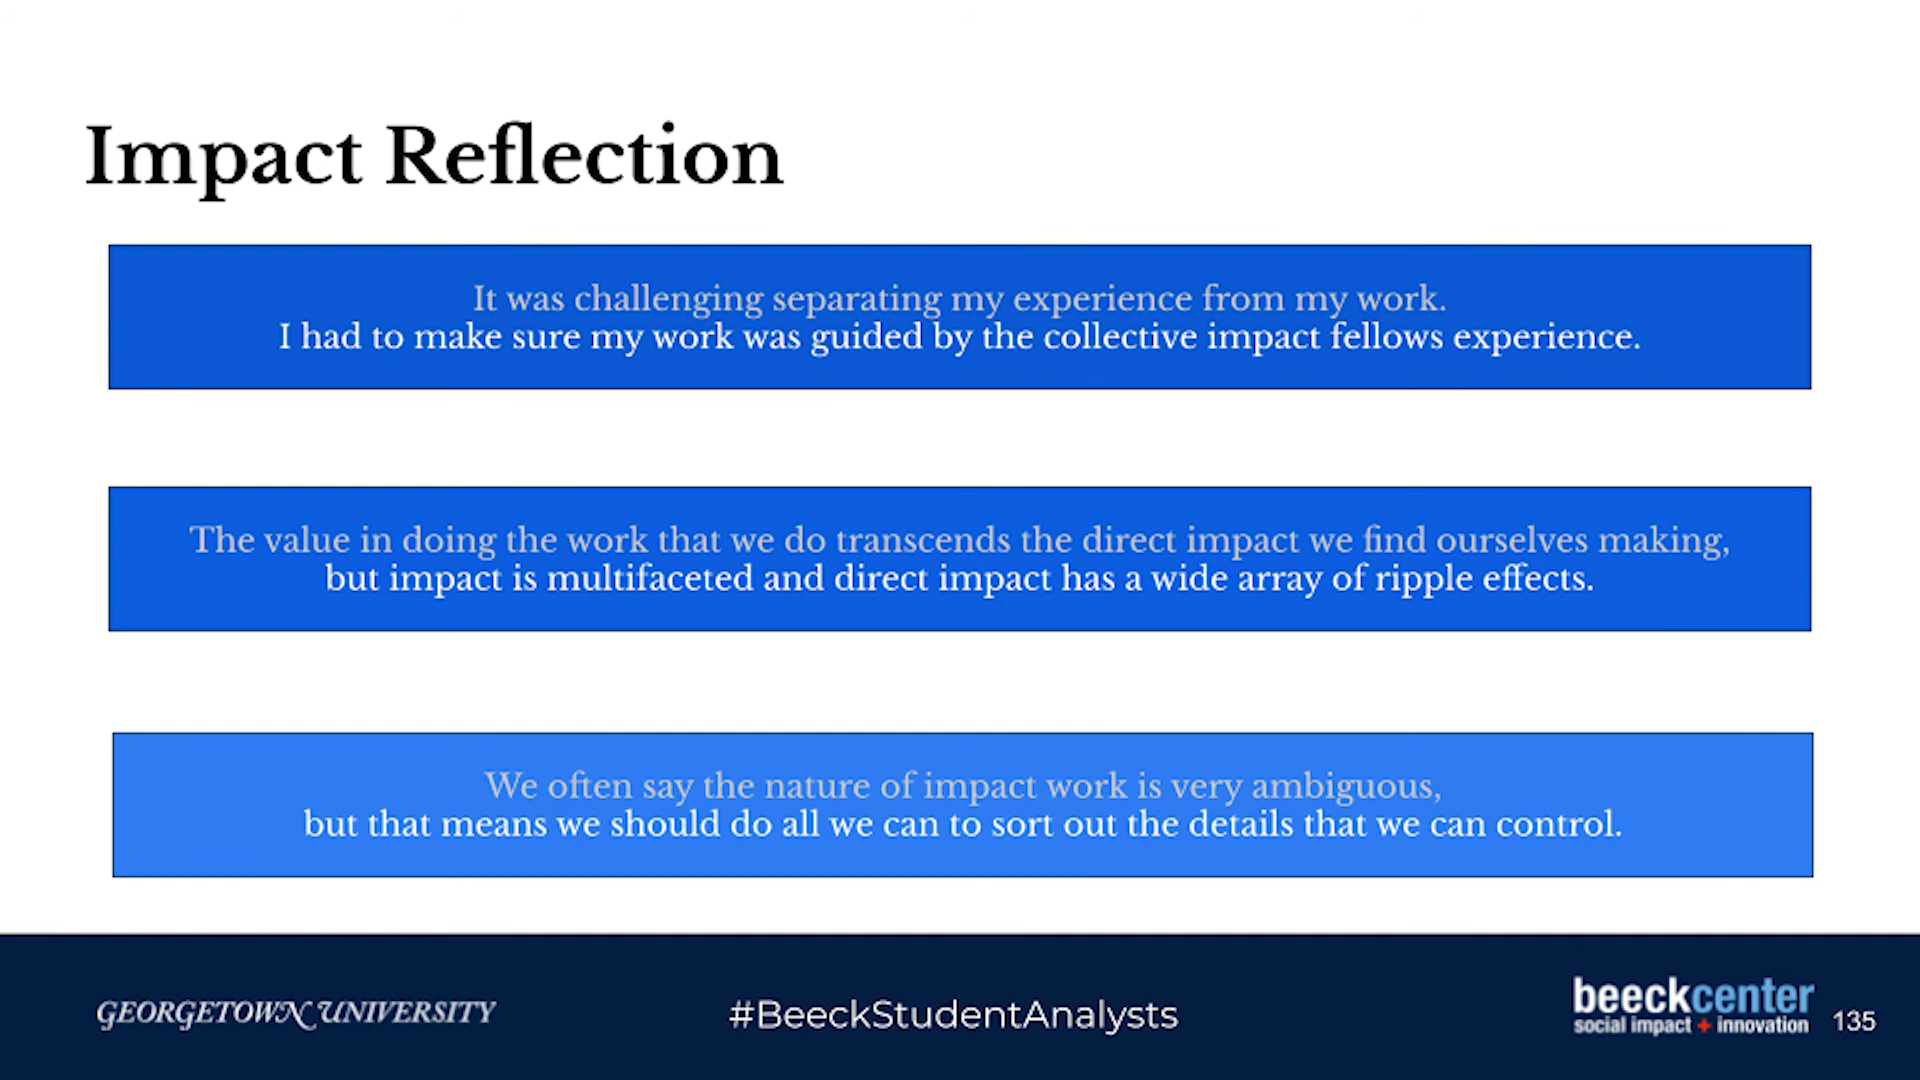 Impact Reflection
It was challenging separating my experience from my work.
I had to make sure my work was guided by the collective impact fellows experience.
The value in doing the work that we do transcends the direct impact we find ourselves making,
but impact is multifaceted and direct impact has a wide array of ripple effects.
We often say the nature of impact work is very ambiguous,
but that means we should do all we can to sort out the details that we can control.
GEORGETOWN UNIVERSITY
#BeeckStudentAnalysts
beeckcenter
social impact + innovation
135